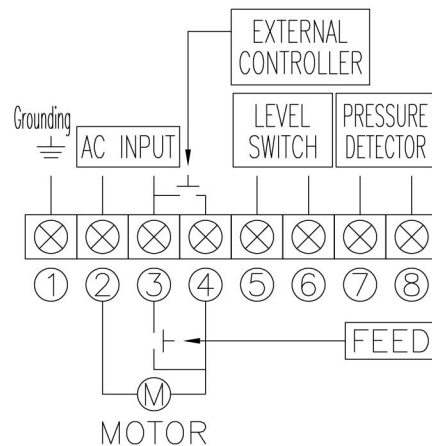 EXTERNAL
CONTROLLER
Grounding
AC INPUT
LEVEL
SWITCH
PRESSURE
DETECTOR
1 2 3 4 5 6 7 8
FEED
M
MOTOR